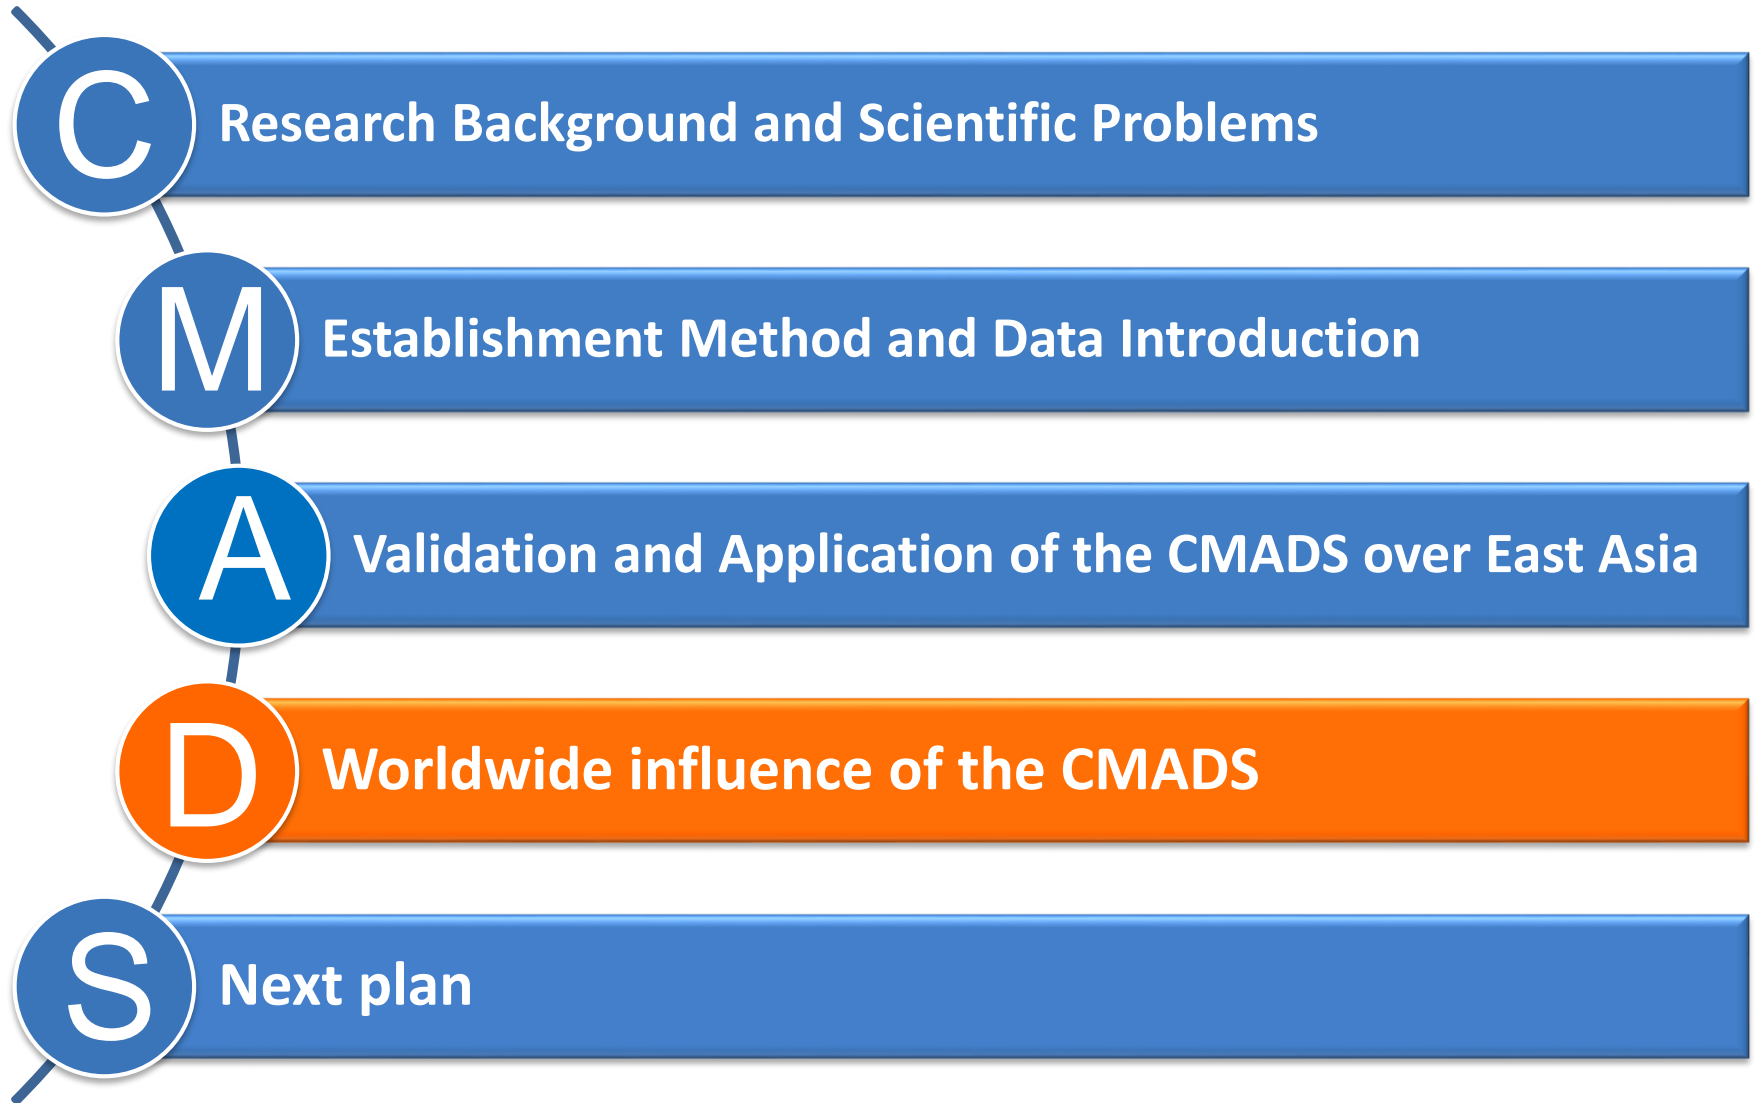 C
Research Background and Scientific Problems
M
Establishment Method and Data Introduction
A
Validation and Application of the CMADS over East Asia
D
Worldwide influence of the CMADS
S
Next plan